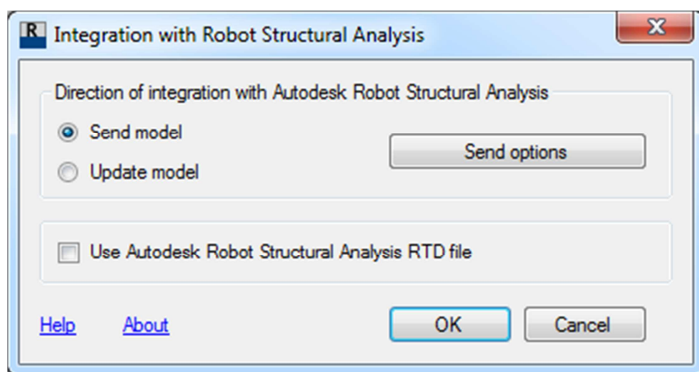 R Integration with Robot Structural Analysis
Direction of integration with Autodesk Robot Structural Analysis
Send model
Send options
Update model
Use Autodesk Robot Structural Analysis RTD file
Help About OK Cancel